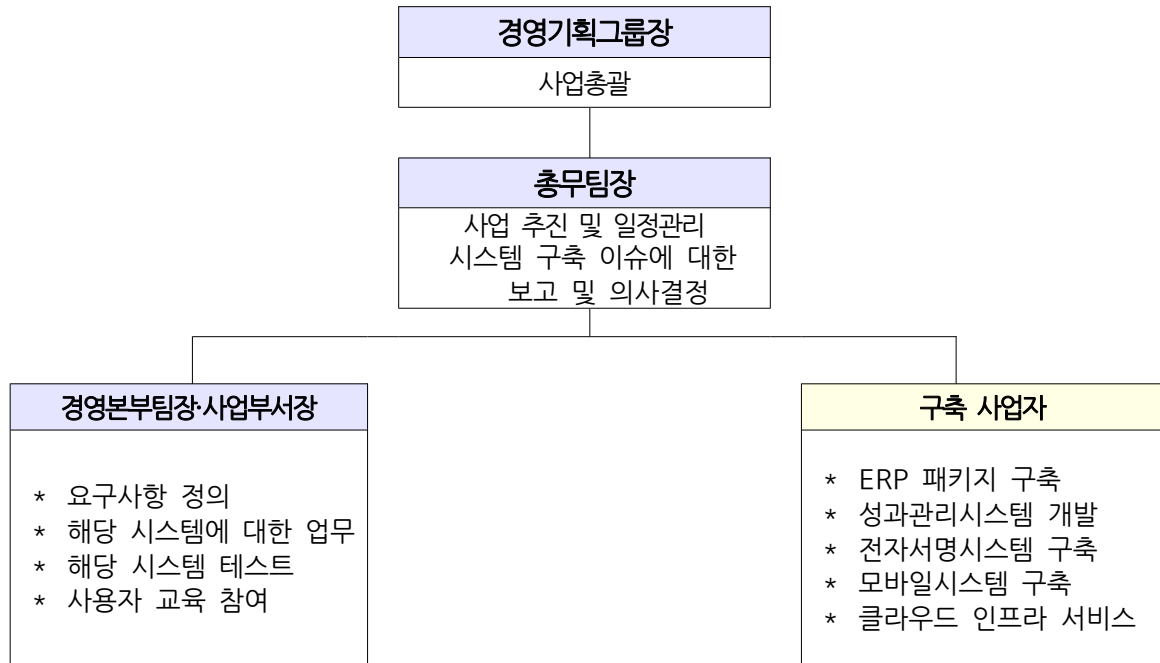 경영기획그룹장
사업총괄
총무팀장
사업 추진 및 일정관리
시스템 구축 이슈에 대한
보고 및 의사결정
경영본부팀장·사업부서장
* 요구사항 정의
* 해당 시스템에 대한 업무
* 해당 시스템 테스트
* 사용자 교육 참여
구축 사업자
* ERP 패키지 구축
* 성과관리시스템 개발
* 전자서명시스템 구축
* 모바일시스템 구축
* 클라우드 인프라 서비스